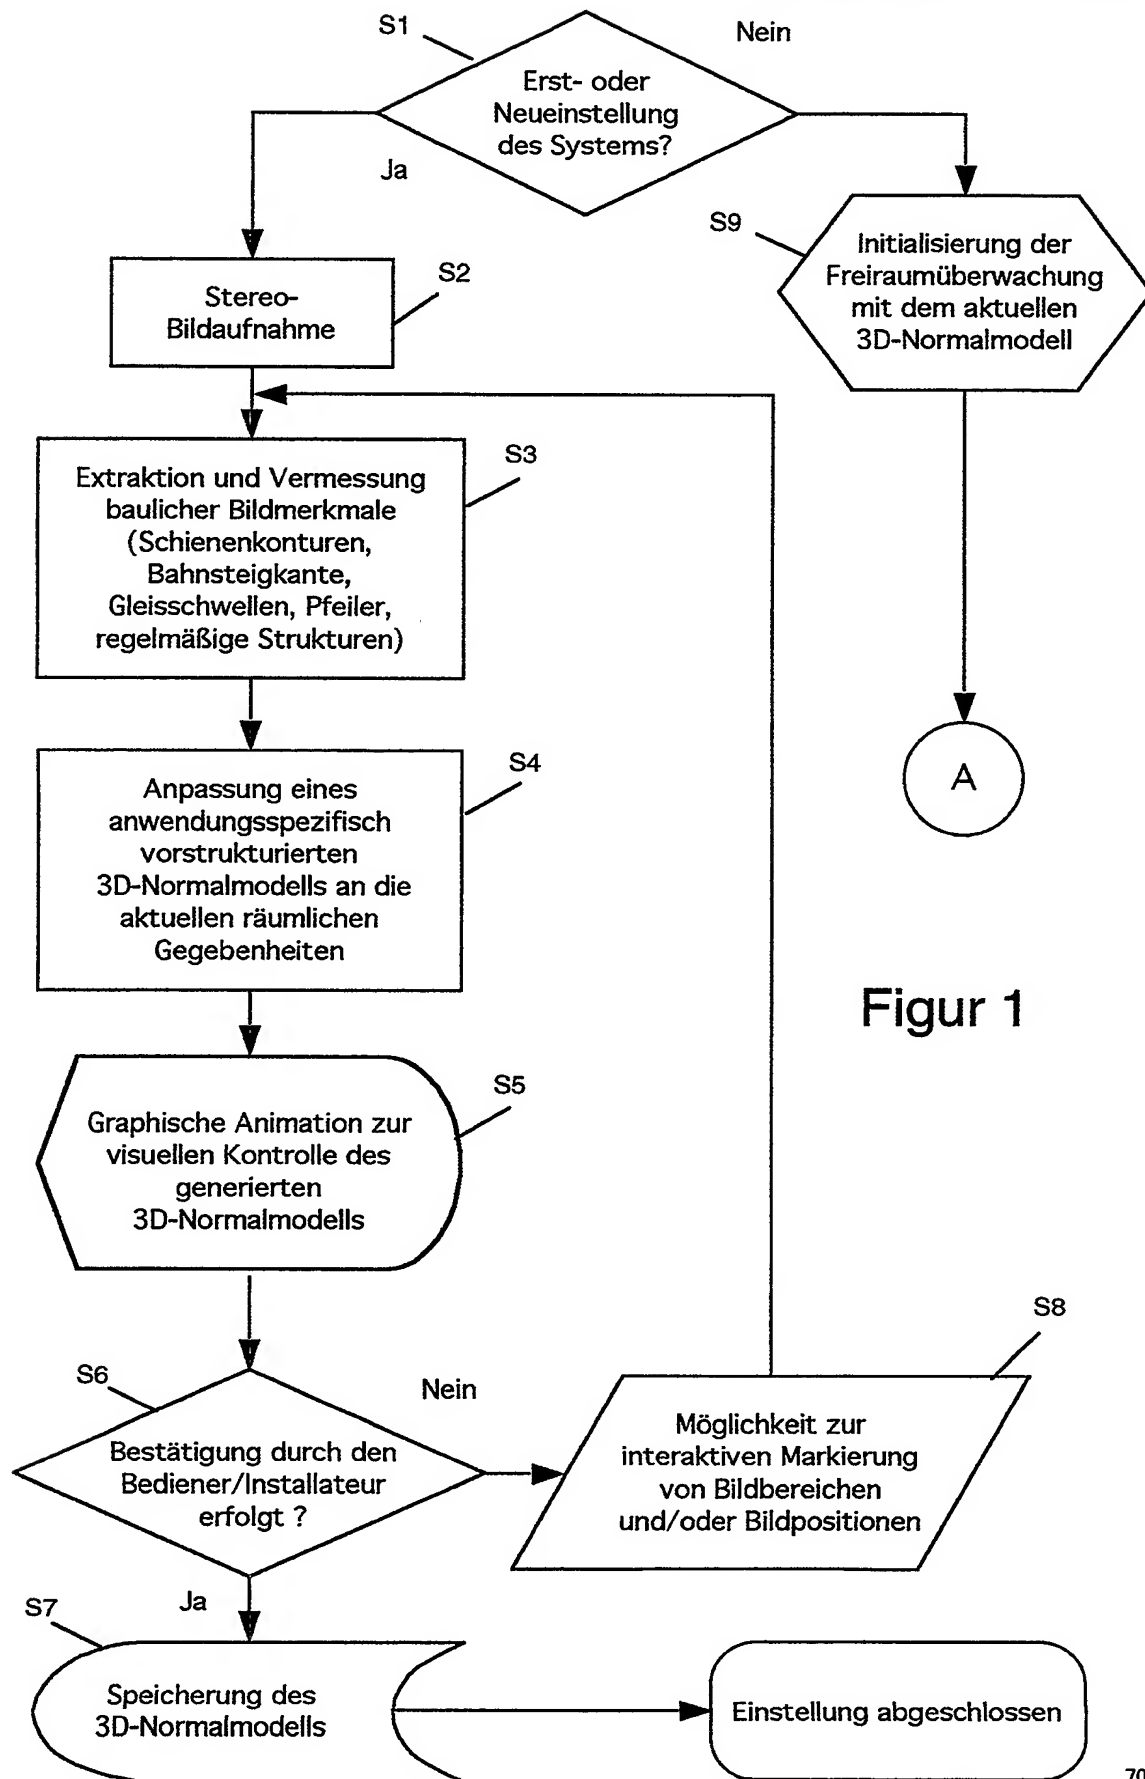 S1
Nein
Erst- oder
Neueinstellung
des Systems?
Ja
S9
Initialisierung der
Freiraumüberwachung
mit dem aktuellen
3D-Normalmodell
S2
Stereo-
Bildaufnahme
S3
Extraktion und Vermessung
baulicher Bildmerkmale
(Schienenkonturen,
Bahnsteigkante,
Gleisschwellen, Pfeiler,
regelmäßige Strukturen)
S4
Anpassung eines
anwendungsspezifisch
vorstrukturierten
3D-Normalmodells an die
aktuellen räumlichen
Gegebenheiten
A
Figur 1
S5
Graphische Animation zur
visuellen Kontrolle des
generierten
3D-Normalmodells
S6
Nein
Bestätigung durch den
Bediener/Installateur
erfolgt ?
S8
Möglichkeit zur
interaktiven Markierung
von Bildbereichen
und/oder Bildpositionen
Ja
S7
Speicherung des
3D-Normalmodells
Einstellung abgeschlossen